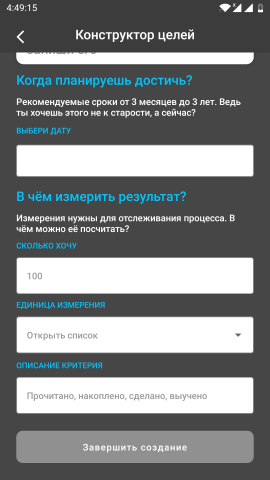 4:49:15
Конструктор целей
Когда планируешь достичь?
Рекомендуемые сроки от 3 месяцев до 3 лет. Ведь
ты хочешь этого не к старости, а сейчас?
ВЫБЕРИ ДАТУ
В чём измерить результат?
Измерения нужны для отслеживания процесса. В
чём можно её посчитать?
СКОЛЬКО ХОЧУ
100
ЕДИНИЦА ИЗМЕРЕНИЯ
Открыть список
ОПИСАНИЕ КРИТЕРИЯ
Прочитано, накоплено, сделано, выучено
Завершить создание